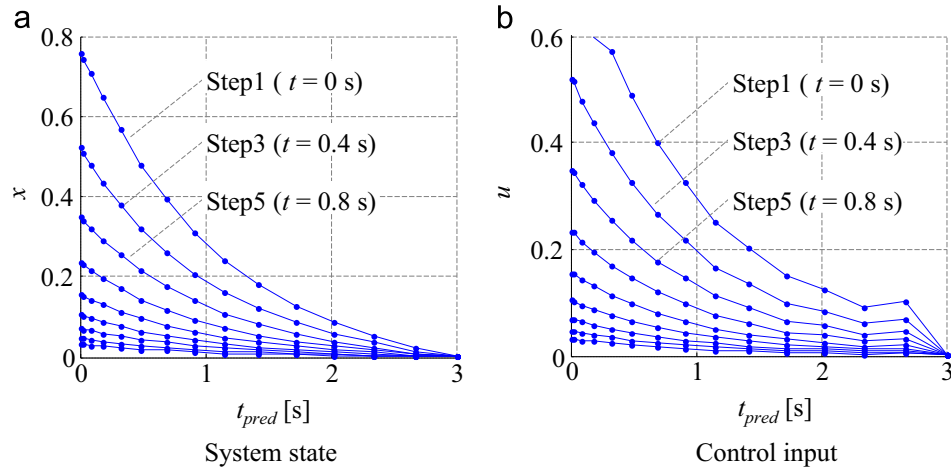 a
0.8
0.6
0.4
0.2
0
x
Step1 ( t = 0 s)
Step3 (t = 0.4 s)
Step5 (t = 0.8 s)
0 1 2 3
t_pred [s]
System state
b
0.6
0.4
0.2
0
u
Step1 (t = 0 s)
Step3 (t = 0.4 s)
Step5 (t = 0.8 s)
0 1 2 3
t_pred [s]
Control input